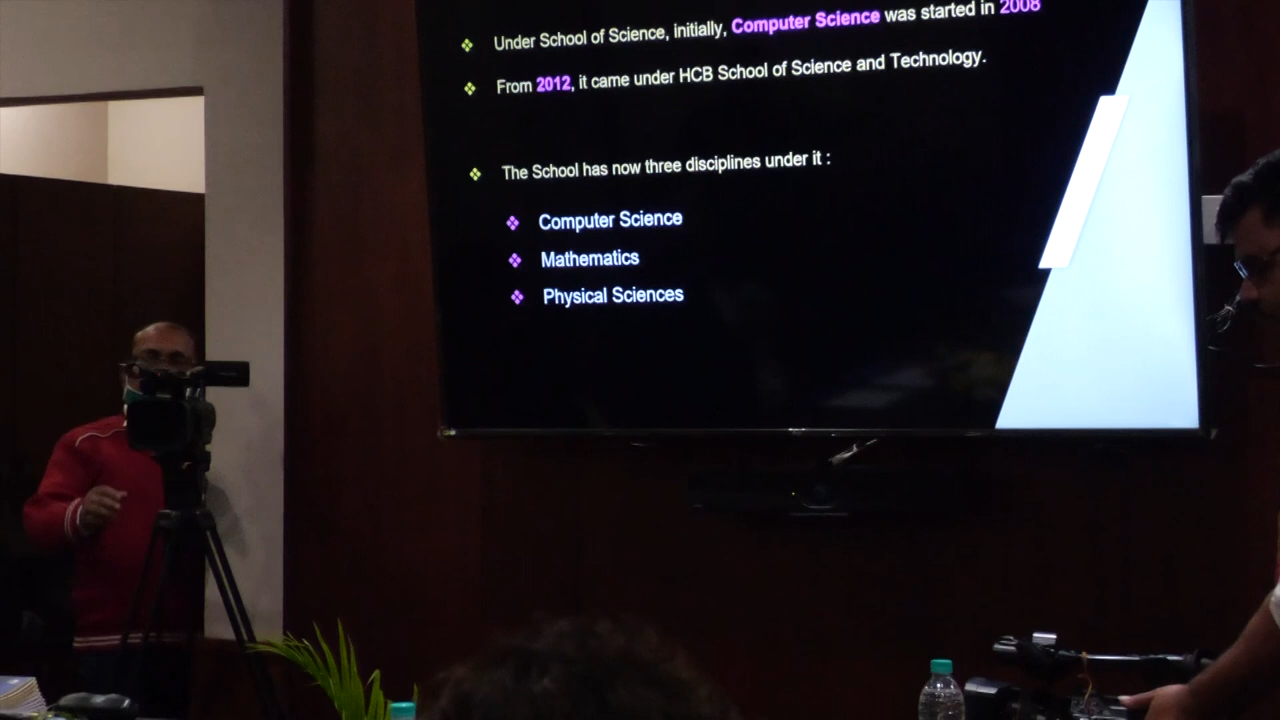 Under School of Science, initially, Computer Science was started in 2008
From 2012, it came under HCB School of Science and Technology.
The School has now three disciplines under it :
Computer Science
Mathematics
Physical Sciences